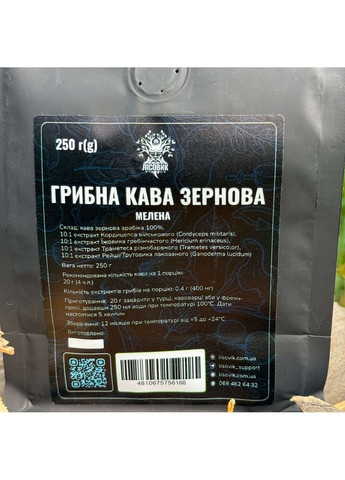 250 г(g)
ЛІСОВИК
ГРИБНА КАВА ЗЕРНОВА
МЕЛЕНА
Склад: кава зернова арабіка 100%,
10:1 екстракт Кордицепса військового (Cordyceps militaris),
10:1 екстракт Їжовика гребінчастого (Hericium erinaceus),
10:1 екстракт Траметеса різнобарвного (Trametes versicolor),
10:1 екстракт Рейші/Трутовика лакованого (Ganoderma lucidum)
Вага нетто: 250 г
Рекомендована кількість кави на 1 порцію:
20г (4 ч.л.)
Кількість екстрактів грибів на порцію: 0,4 г (400 мг)
Приготування: 20 г заварити у турці, кавоварці або у френч-
пресі, додавши 250 мл води при температурі 100°C. Дати
настоятися 5 хвилин
Зберігання: 12 місяців при температурі від +5 до +24°C.
Виготовлено:
4810675756188
lisovik.com.ua
lisovyk_support
lisovik.com.ua
068 462 64 32